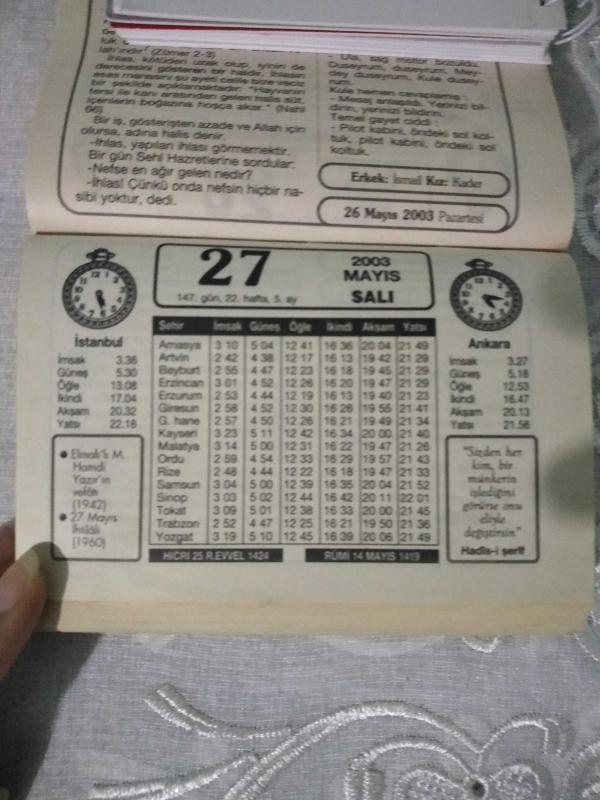 lah'ındır" (Zümer 2-3)
İhlas, kötüden uzak olup, iyinin de
derecesini gösteren bir haldir. İhlasın
esas manasını şu ayeti celile bize veciz
bir şekilde açıklamaktadır: "Hayvanın
tersi ile kanı arasından gelen halis süt,
içenlerin boğazına hoşça akar." (Nahl
66)
Bir iş, gösterişten azade ve Allah için
olursa, adına halis denir.
-İhlas, yapılan ihlası görmemektir.
Bir gün Sehl Hazretlerine sordular:
-Nefse en ağır gelen nedir?
-İhlas! Çünkü onda nefsin hiçbir na-
sibi yoktur, dedi.
- Ula, sağ motor bozuldu.
Duseyrum, duseyrum, Mey-
dey duseyrum, Kule dusey-
rum.
Kule hemen cevaplamış :
- Mesaj anlaşıldı. Yerinizi bil-
dirin, yerinizi bildirin.
Temel gayet ciddi :
- Pilot kabini, öndeki sol kol-
tuk, pilot kabini, öndeki sol
koltuk.
Erkek: İsmail Kız: Kader
26 Mayıs 2003 Pazartesi
27
2003
MAYIS
SALI
147. gün, 22. hafta, 5. ay
İstanbul
İmsak 3.36
Güneş 5.30
Öğle 13.08
İkindi 17.04
Akşam 20.32
Yatsı 22.18
Şehir İmsak Güneş Öğle İkindi Akşam Yatsı
Amasya 3 10 5 04 12 41 16 36 20 04 21 49
Artvin 2 42 4 38 12 17 16 13 19 42 21 29
Bayburt 2 55 4 47 12 23 16 18 19 45 21 29
Erzincan 3 01 4 52 12 26 16 20 19 47 21 29
Erzurum 2 53 4 44 12 19 16 13 19 40 21 23
Giresun 2 58 4 52 12 30 16 26 19 55 21 41
G. hane 2 57 4 50 12 26 16 21 19 49 21 34
Kayseri 3 23 5 11 12 42 16 34 20 00 21 40
Malatya 3 14 5 00 12 31 16 22 19 47 21 26
Ordu 2 59 4 54 12 33 16 29 19 57 21 43
Rize 2 48 4 44 12 22 16 18 19 47 21 33
Samsun 3 04 5 00 12 39 16 35 20 04 21 52
Sinop 3 03 5 02 12 44 16 42 20 11 22 01
Tokat 3 09 5 01 12 38 16 33 20 00 21 45
Trabzon 2 52 4 47 12 25 16 21 19 50 21 36
Yozgat 3 19 5 10 12 45 16 39 20 06 21 49
Ankara
İmsak 3.27
Güneş 5.18
Öğle 12.53
İkindi 16.47
Akşam 20.13
Yatsı 21.56
● Elmalı'lı M.
Hamdi
Yazır'ın
vefâtı
(1942)
● 27 Mayıs
İhtilâli
(1960)
"Sizden her
kim, bir
münkerin
işlediğini
görürse onu
eliyle
değiştirsin"
Hadîs-i şerîf
HİCRİ 25 R.EVVEL 1424
RÛMİ 14 MAYIS 1419